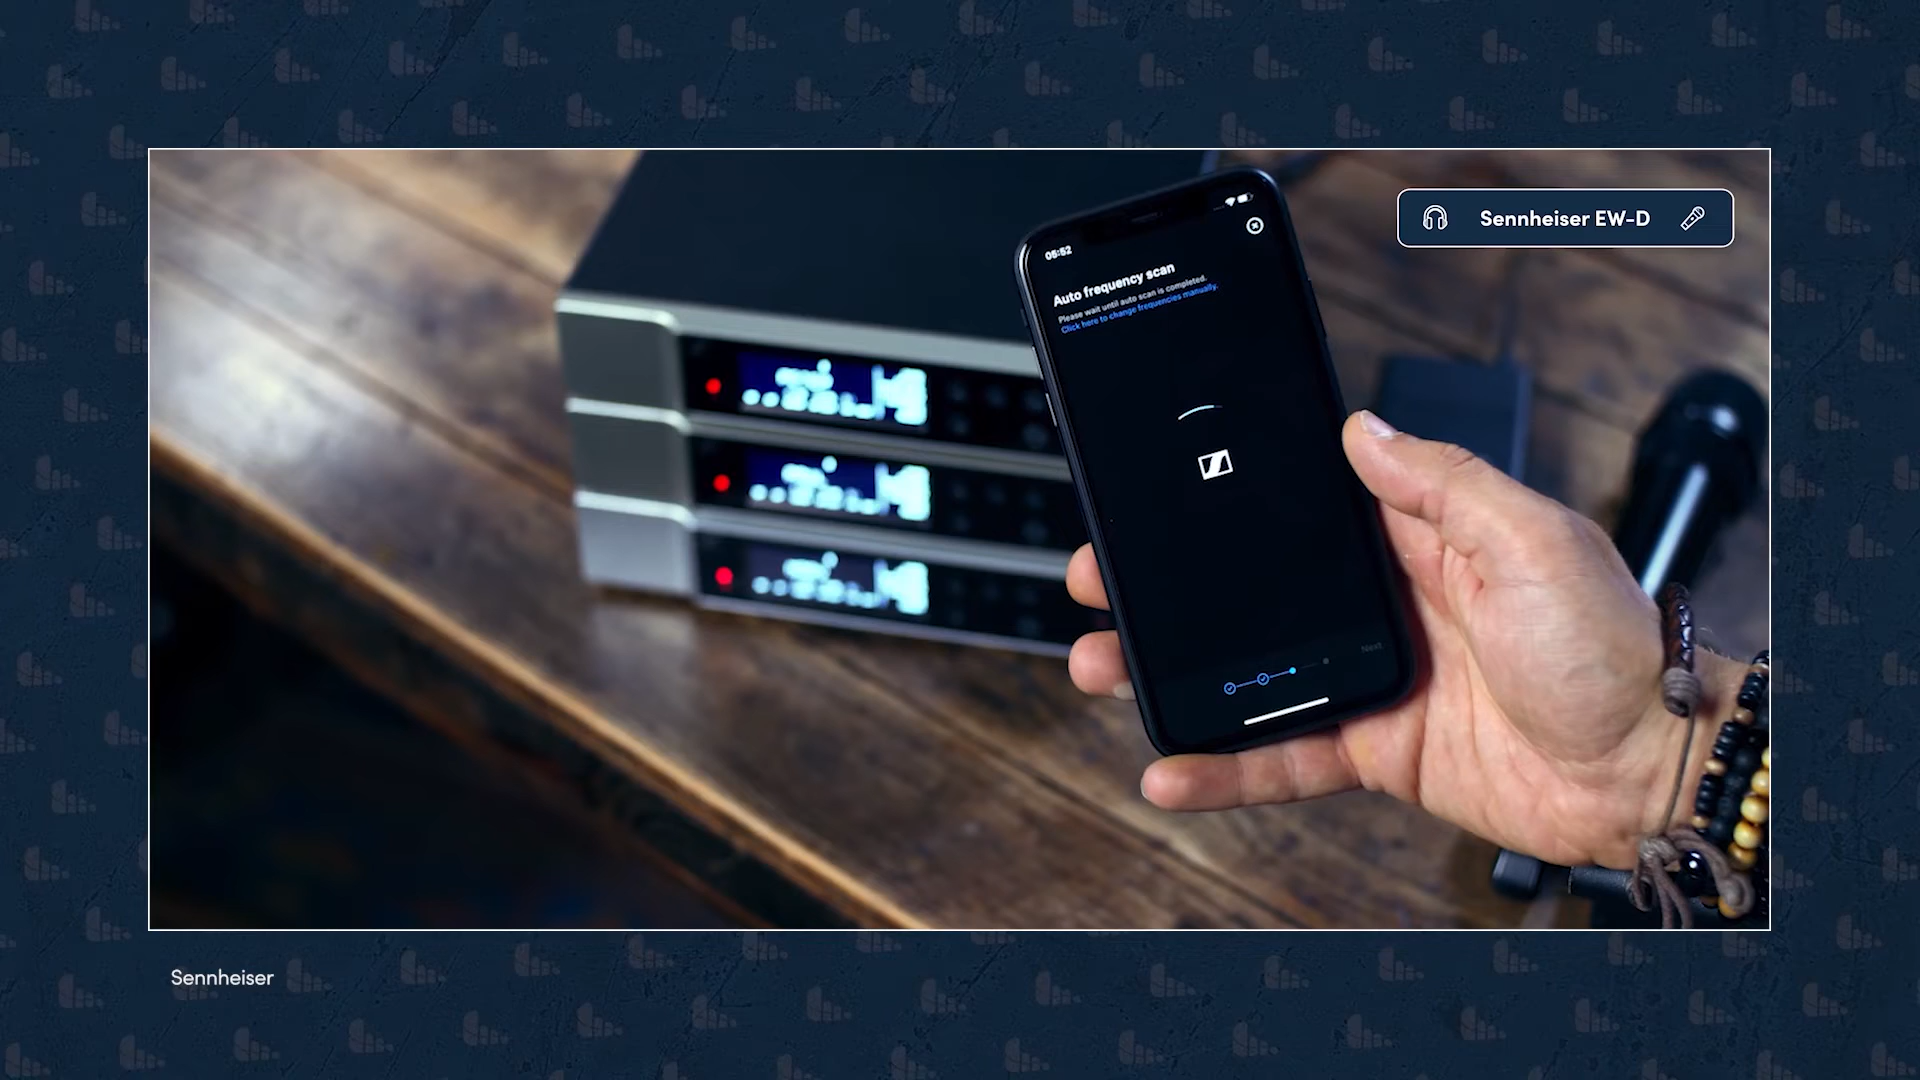 Sennheiser EW-D
05:52
Auto frequency scan
Please wait until auto scan is completed.
Click here to change frequencies manually.
Next
Sennheiser